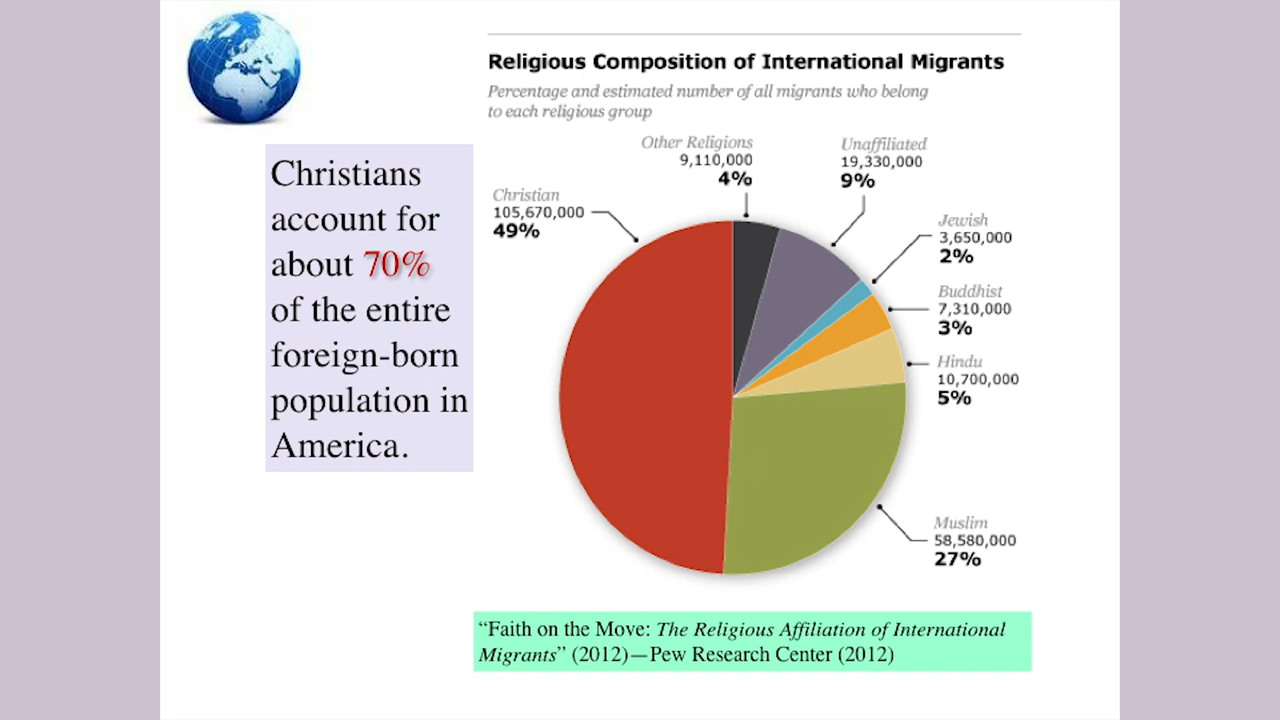 Religious Composition of International Migrants
Percentage and estimated number of all migrants who belong
to each religious group
Christians
account for
about 70%
of the entire
foreign-born
population in
America.
Other Religions
9,110,000
4%
Unaffiliated
19,330,000
9%
Christian
105,670,000
49%
Jewish
3,650,000
2%
Buddhist
7,310,000
3%
Hindu
10,700,000
5%
Muslim
58,580,000
27%
“Faith on the Move: The Religious Affiliation of International
Migrants” (2012)—Pew Research Center (2012)